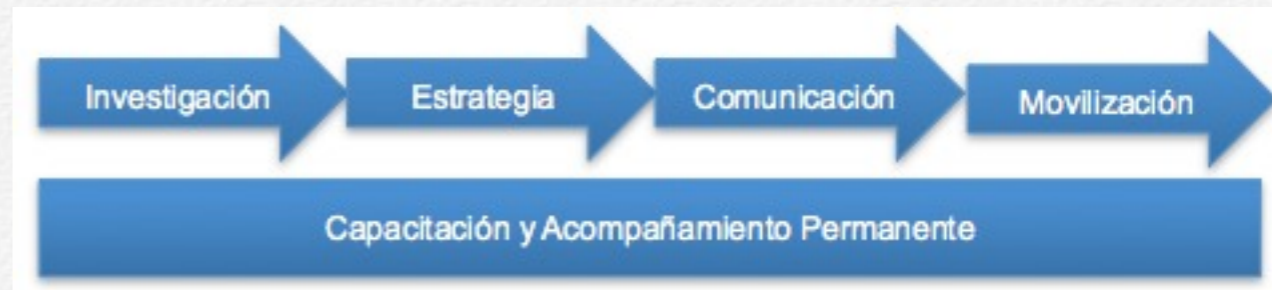 Investigación
Estrategia
Comunicación
Movilización
Capacitación y Acompañamiento Permanente